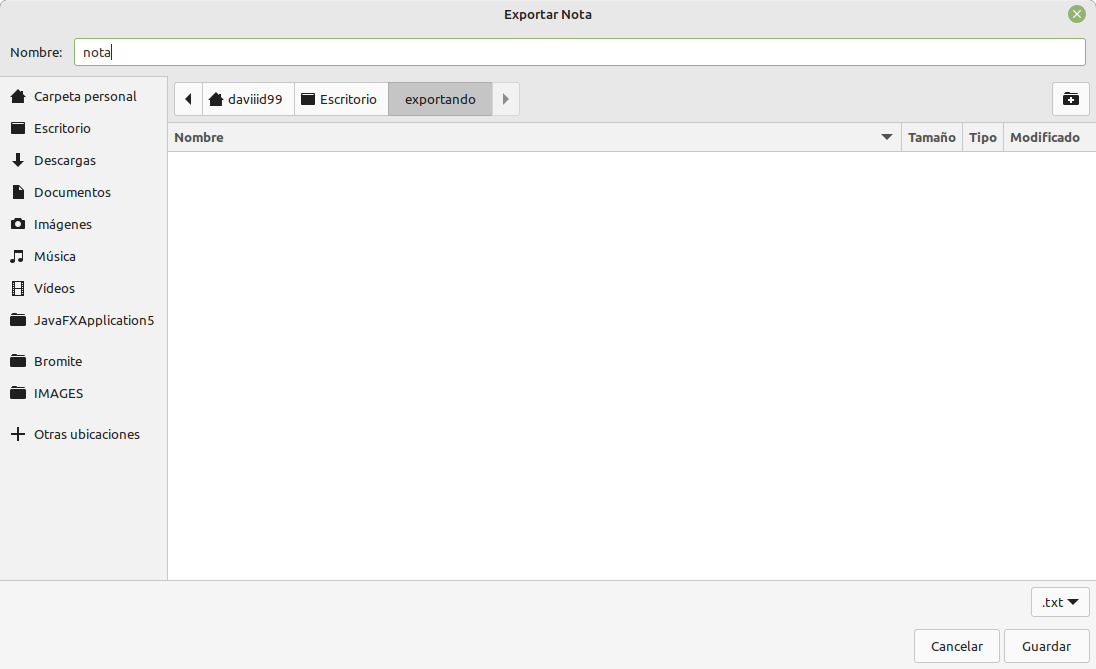 Exportar Nota
Nombre: nota
Carpeta personal
Escritorio
Descargas
Documentos
Imágenes
Música
Vídeos
JavaFXApplication5
Bromite
IMAGES
Otras ubicaciones
daviiid99 Escritorio exportando
Nombre Tamaño Tipo Modificado
.txt
Cancelar Guardar